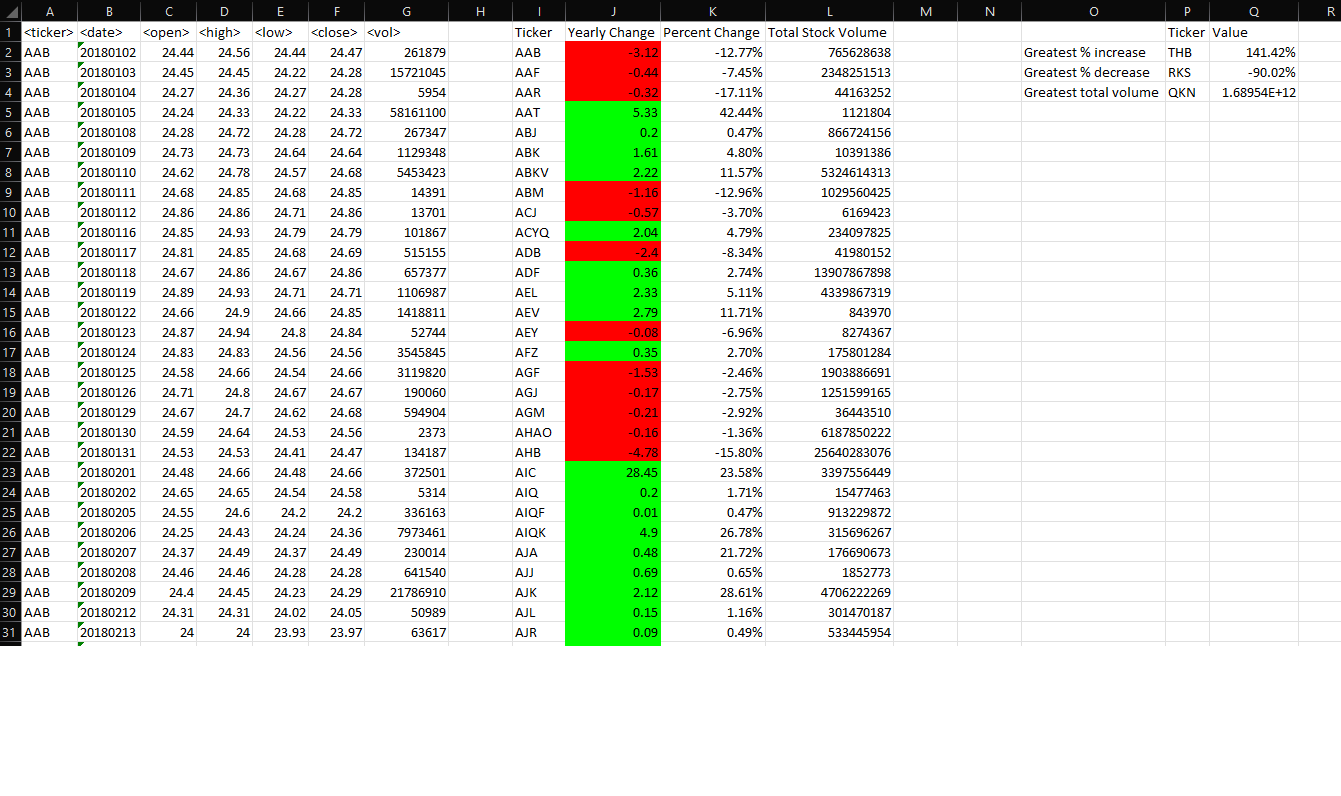 A B C D E F G H I J K L M N O P Q R
1 <ticker> <date> <open> <high> <low> <close> <vol> Ticker Yearly Change Percent Change Total Stock Volume Ticker Value
2 AAB 20180102 24.44 24.56 24.44 24.47 261879 AAB -3.12 -12.77% 765628638 Greatest % increase THB 141.42%
3 AAB 20180103 24.45 24.45 24.22 24.28 15721045 AAF -0.44 -7.45% 2348251513 Greatest % decrease RKS -90.02%
4 AAB 20180104 24.27 24.36 24.27 24.28 5954 AAR -0.32 -17.11% 44163252 Greatest total volume QKN 1.68954E+12
5 AAB 20180105 24.24 24.33 24.22 24.33 58161100 AAT 5.33 42.44% 1121804
6 AAB 20180108 24.28 24.72 24.28 24.72 267347 ABJ 0.2 0.47% 866724156
7 AAB 20180109 24.73 24.73 24.64 24.64 1129348 ABK 1.61 4.80% 10391386
8 AAB 20180110 24.62 24.78 24.57 24.68 5453423 ABKV 2.22 11.57% 5324614313
9 AAB 20180111 24.68 24.85 24.68 24.85 14391 ABM -1.16 -12.96% 1029560425
10 AAB 20180112 24.86 24.86 24.71 24.86 13701 ACJ -0.57 -3.70% 6169423
11 AAB 20180116 24.85 24.93 24.79 24.79 101867 ACYQ 2.04 4.79% 234097825
12 AAB 20180117 24.81 24.85 24.68 24.69 515155 ADB -2.4 -8.34% 41980152
13 AAB 20180118 24.67 24.86 24.67 24.86 657377 ADF 0.36 2.74% 13907867898
14 AAB 20180119 24.89 24.93 24.71 24.71 1106987 AEL 2.33 5.11% 4339867319
15 AAB 20180122 24.66 24.9 24.66 24.85 1418811 AEV 2.79 11.71% 843970
16 AAB 20180123 24.87 24.94 24.8 24.84 52744 AEY -0.08 -6.96% 8274367
17 AAB 20180124 24.83 24.83 24.56 24.56 3545845 AFZ 0.35 2.70% 175801284
18 AAB 20180125 24.58 24.66 24.54 24.66 3119820 AGF -1.53 -2.46% 1903886691
19 AAB 20180126 24.71 24.8 24.67 24.67 190060 AGJ -0.17 -2.75% 1251599165
20 AAB 20180129 24.67 24.7 24.62 24.68 594904 AGM -0.21 -2.92% 36443510
21 AAB 20180130 24.59 24.64 24.53 24.56 2373 AHAO -0.16 -1.36% 6187850222
22 AAB 20180131 24.53 24.53 24.41 24.47 134187 AHB -4.78 -15.80% 25640283076
23 AAB 20180201 24.48 24.66 24.48 24.66 372501 AIC 28.45 23.58% 3397556449
24 AAB 20180202 24.65 24.65 24.54 24.58 5314 AIQ 0.2 1.71% 15477463
25 AAB 20180205 24.55 24.6 24.2 24.2 336163 AIQF 0.01 0.47% 913229872
26 AAB 20180206 24.25 24.43 24.24 24.36 7973461 AIQK 4.9 26.78% 315696267
27 AAB 20180207 24.37 24.49 24.37 24.49 230014 AJA 0.48 21.72% 176690673
28 AAB 20180208 24.46 24.46 24.28 24.28 641540 AJJ 0.69 0.65% 1852773
29 AAB 20180209 24.4 24.45 24.23 24.29 21786910 AJK 2.12 28.61% 4706222269
30 AAB 20180212 24.31 24.31 24.02 24.05 50989 AJL 0.15 1.16% 301470187
31 AAB 20180213 24 24 23.93 23.97 63617 AJR 0.09 0.49% 533445954